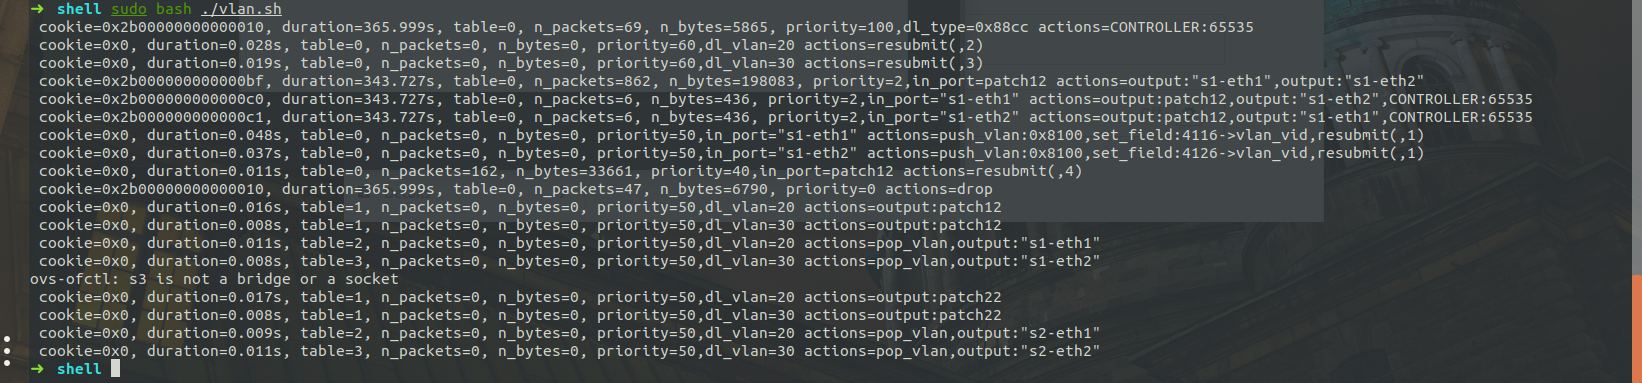 ➜ shell sudo bash ./vlan.sh
cookie=0x2b00000000000010, duration=365.999s, table=0, n_packets=69, n_bytes=5865, priority=100,dl_type=0x88cc actions=CONTROLLER:65535
cookie=0x0, duration=0.028s, table=0, n_packets=0, n_bytes=0, priority=60,dl_vlan=20 actions=resubmit(,2)
cookie=0x0, duration=0.019s, table=0, n_packets=0, n_bytes=0, priority=60,dl_vlan=30 actions=resubmit(,3)
cookie=0x2b000000000000bf, duration=343.727s, table=0, n_packets=862, n_bytes=198083, priority=2,in_port=patch12 actions=output:"s1-eth1",output:"s1-eth2"
cookie=0x2b000000000000c0, duration=343.727s, table=0, n_packets=6, n_bytes=436, priority=2,in_port="s1-eth1" actions=output:patch12,output:"s1-eth2",CONTROLLER:65535
cookie=0x2b000000000000c1, duration=343.727s, table=0, n_packets=6, n_bytes=436, priority=2,in_port="s1-eth2" actions=output:patch12,output:"s1-eth1",CONTROLLER:65535
cookie=0x0, duration=0.048s, table=0, n_packets=0, n_bytes=0, priority=50,in_port="s1-eth1" actions=push_vlan:0x8100,set_field:4116->vlan_vid,resubmit(,1)
cookie=0x0, duration=0.037s, table=0, n_packets=0, n_bytes=0, priority=50,in_port="s1-eth2" actions=push_vlan:0x8100,set_field:4126->vlan_vid,resubmit(,1)
cookie=0x0, duration=0.011s, table=0, n_packets=162, n_bytes=33661, priority=40,in_port=patch12 actions=resubmit(,4)
cookie=0x2b00000000000010, duration=365.999s, table=0, n_packets=47, n_bytes=6790, priority=0 actions=drop
cookie=0x0, duration=0.016s, table=1, n_packets=0, n_bytes=0, priority=50,dl_vlan=20 actions=output:patch12
cookie=0x0, duration=0.008s, table=1, n_packets=0, n_bytes=0, priority=50,dl_vlan=30 actions=output:patch12
cookie=0x0, duration=0.011s, table=2, n_packets=0, n_bytes=0, priority=50,dl_vlan=20 actions=pop_vlan,output:"s1-eth1"
cookie=0x0, duration=0.008s, table=3, n_packets=0, n_bytes=0, priority=50,dl_vlan=30 actions=pop_vlan,output:"s1-eth2"
ovs-ofctl: s3 is not a bridge or a socket
cookie=0x0, duration=0.017s, table=1, n_packets=0, n_bytes=0, priority=50,dl_vlan=20 actions=output:patch22
cookie=0x0, duration=0.008s, table=1, n_packets=0, n_bytes=0, priority=50,dl_vlan=30 actions=output:patch22
cookie=0x0, duration=0.009s, table=2, n_packets=0, n_bytes=0, priority=50,dl_vlan=20 actions=pop_vlan,output:"s2-eth1"
cookie=0x0, duration=0.011s, table=3, n_packets=0, n_bytes=0, priority=50,dl_vlan=30 actions=pop_vlan,output:"s2-eth2"
➜ shell